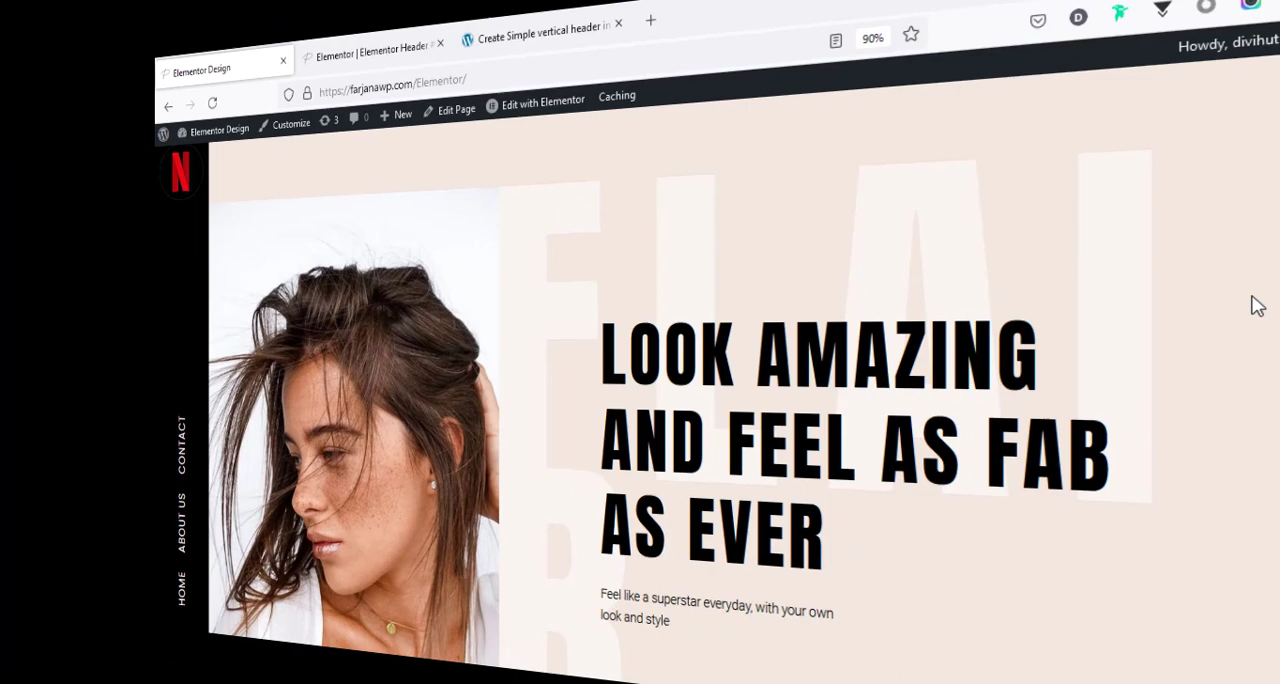 Elementor Design
Elementor | Elementor Header
Create Simple vertical header in
https://farjanawp.com/Elementor/
90%
D
Howdy, divihut
Elementor Design
Customize
3
0
New
Edit Page
Edit with Elementor
Caching
N
CONTACT
ABOUT US
HOME
LOOK AMAZING
AND FEEL AS FAB
AS EVER
Feel like a superstar everyday, with your own
look and style